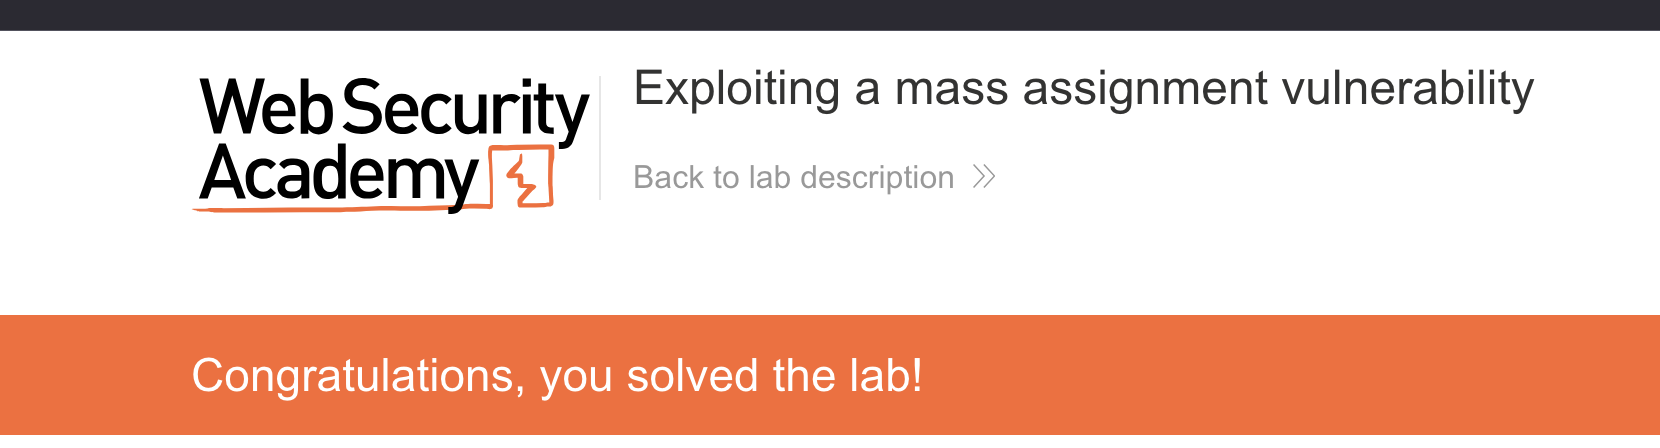 Web Security
Academy
Exploiting a mass assignment vulnerability
Back to lab description
Congratulations, you solved the lab!